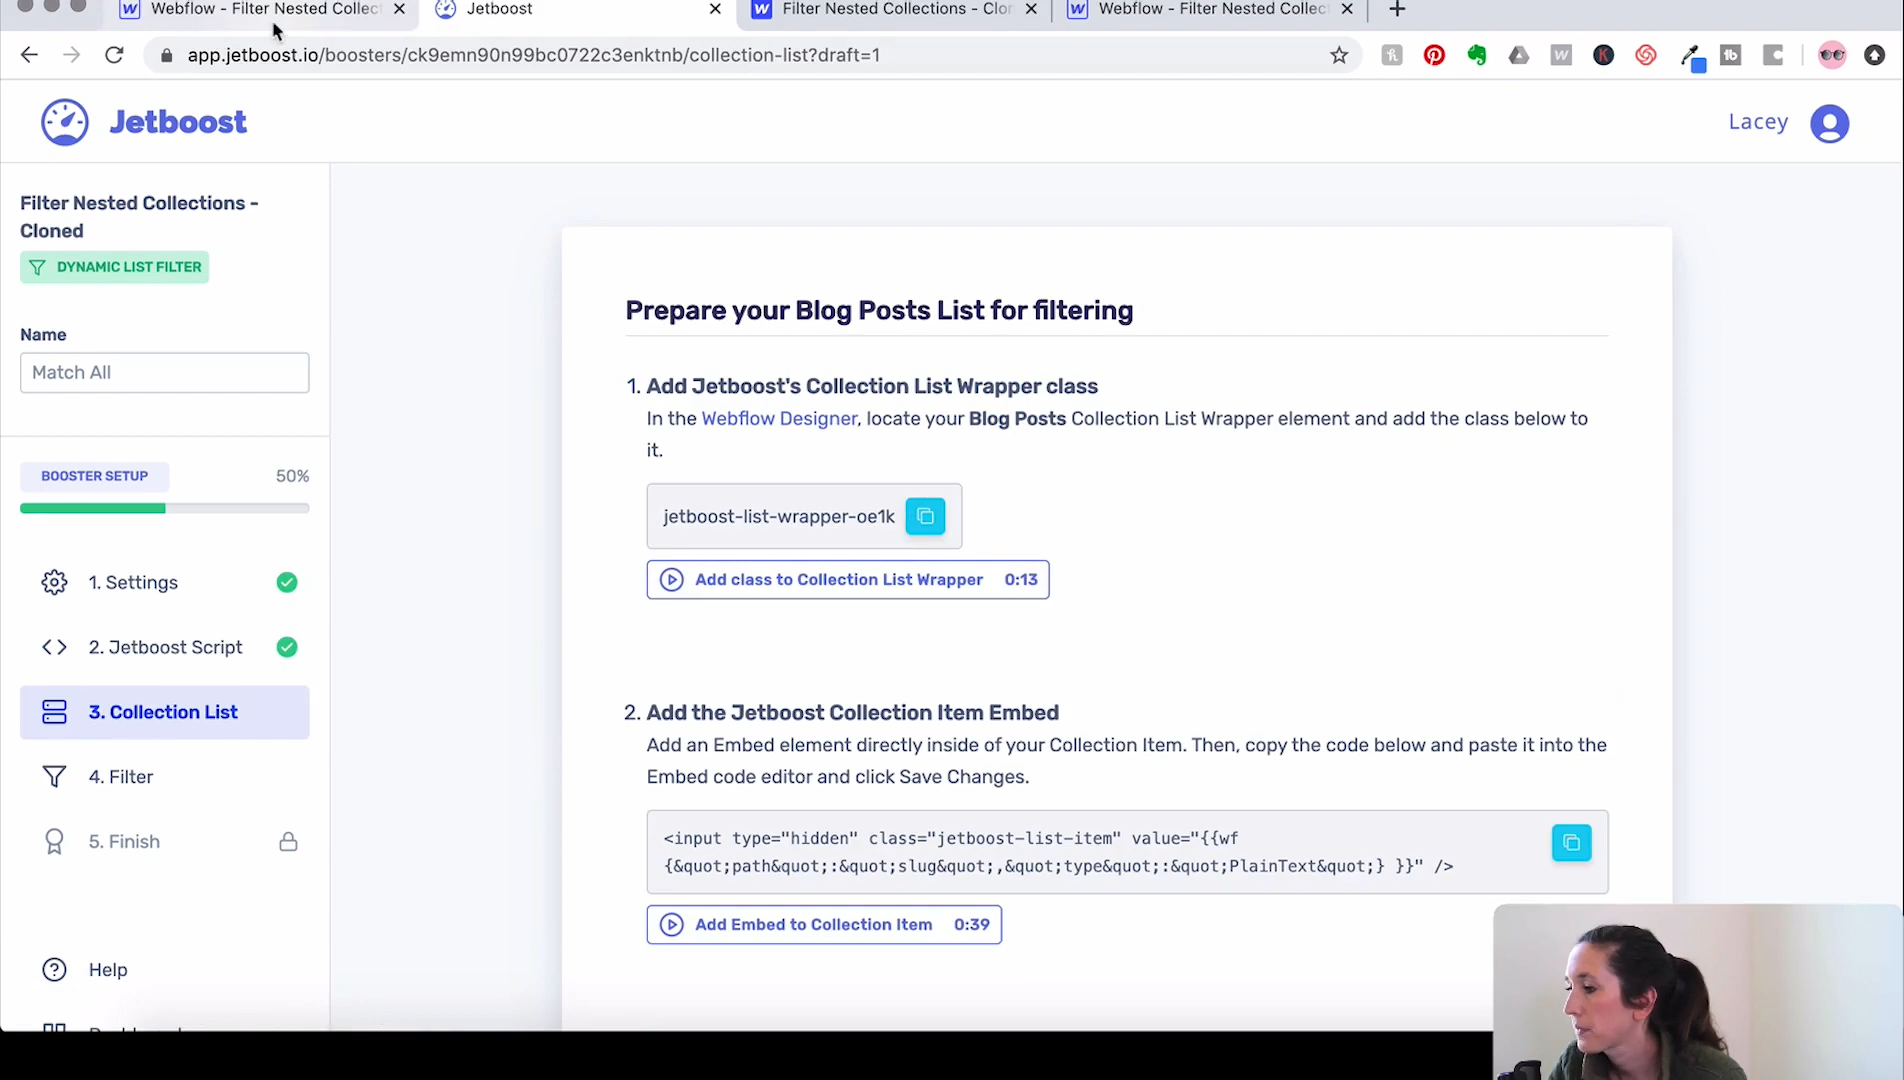 Webflow - Filter Nested Collect
Jetboost
Filter Nested Collections - Clo
Webflow - Filter Nested Collec
app.jetboost.io/boosters/ck9emn90n99bc0722c3enktnb/collection-list?draft=1
Jetboost
Lacey
Filter Nested Collections -
Cloned
DYNAMIC LIST FILTER
Name
Match All
BOOSTER SETUP 50%
1. Settings
2. Jetboost Script
3. Collection List
4. Filter
5. Finish
Help
Prepare your Blog Posts List for filtering
1. Add Jetboost's Collection List Wrapper class
In the Webflow Designer, locate your Blog Posts Collection List Wrapper element and add the class below to
it.
jetboost-list-wrapper-oe1k
Add class to Collection List Wrapper 0:13
2. Add the Jetboost Collection Item Embed
Add an Embed element directly inside of your Collection Item. Then, copy the code below and paste it into the
Embed code editor and click Save Changes.
<input type="hidden" class="jetboost-list-item" value="{{wf
{&quot;path&quot;:&quot;slug&quot;,&quot;type&quot;:&quot;PlainText&quot;} }}" />
Add Embed to Collection Item 0:39